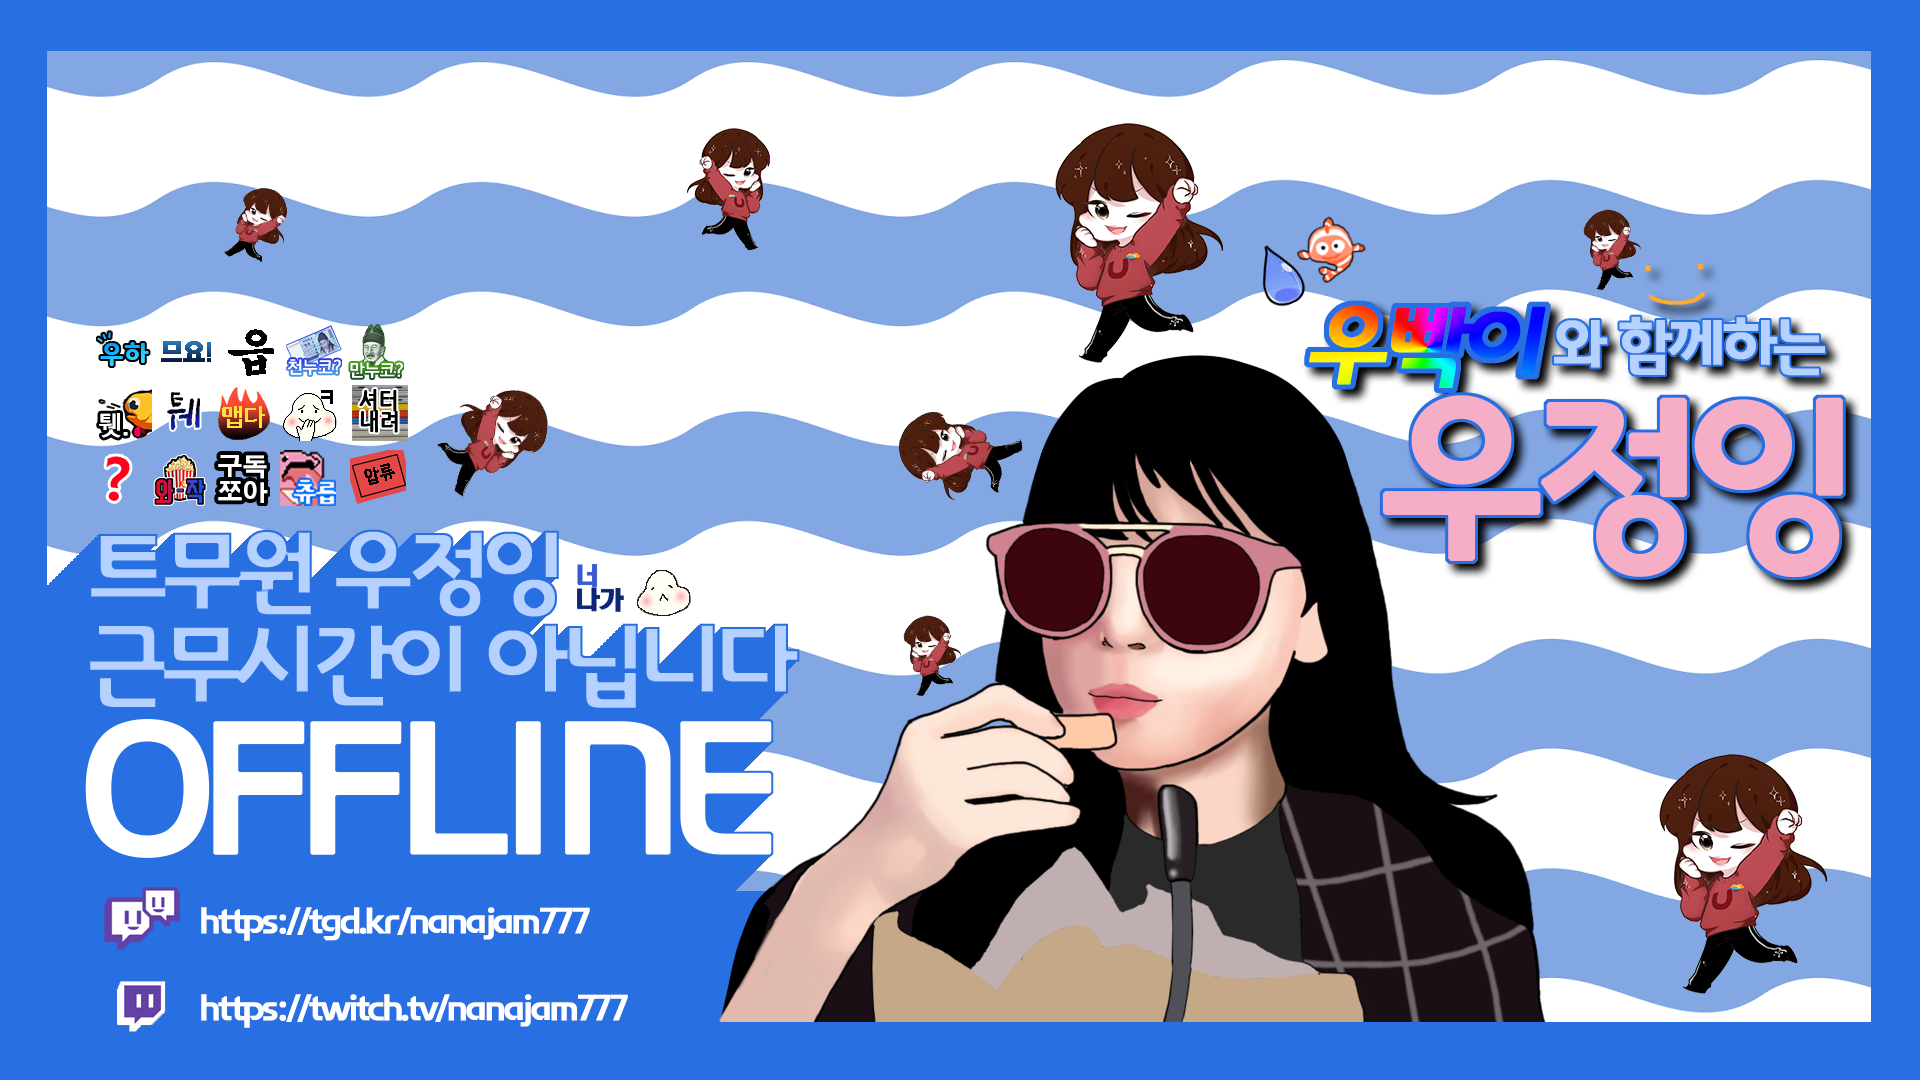 우하 므요! 음 천누코? 만누코?
튓. 퉤 맵다 ㅋ 셔터
내려
? 와-작 구독
쪼아 츄릅 압류
우빡이와 함께하는
우정잉
트무원 우정잉 너
나가
근무시간이 아닙니다
OFFLINE
https://tgd.kr/nanajam777
https://twitch.tv/nanajam777